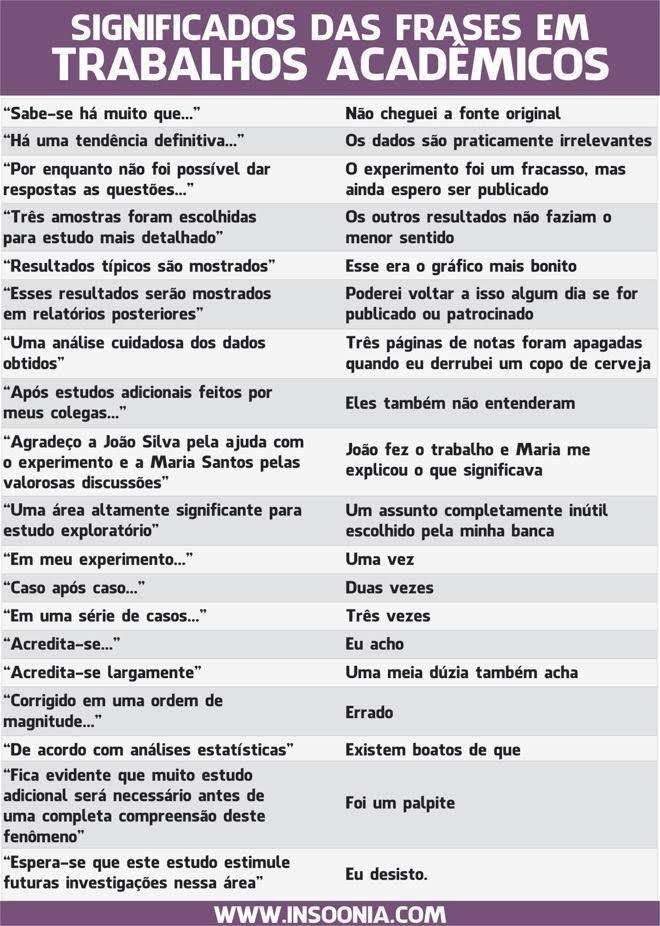 SIGNIFICADOS DAS FRASES EM
TRABALHOS ACADÊMICOS
“Sabe-se há muito que...”
Não cheguei a fonte original
“Há uma tendência definitiva...”
Os dados são praticamente irrelevantes
“Por enquanto não foi possível dar
respostas as questões...”
O experimento foi um fracasso, mas
ainda espero ser publicado
“Três amostras foram escolhidas
para estudo mais detalhado”
Os outros resultados não faziam o
menor sentido
“Resultados típicos são mostrados”
Esse era o gráfico mais bonito
“Esses resultados serão mostrados
em relatórios posteriores”
Poderei voltar a isso algum dia se for
publicado ou patrocinado
“Uma análise cuidadosa dos dados
obtidos”
Três páginas de notas foram apagadas
quando eu derrubei um copo de cerveja
“Após estudos adicionais feitos por
meus colegas...”
Eles também não entenderam
“Agradeço a João Silva pela ajuda com
o experimento e a Maria Santos pelas
valorosas discussões”
João fez o trabalho e Maria me
explicou o que significava
“Uma área altamente significante para
estudo exploratório”
Um assunto completamente inútil
escolhido pela minha banca
“Em meu experimento...”
Uma vez
“Caso após caso...”
Duas vezes
“Em uma série de casos...”
Três vezes
“Acredita-se...”
Eu acho
“Acredita-se largamente”
Uma meia dúzia também acha
“Corrigido em uma ordem de
magnitude...”
Errado
“De acordo com análises estatísticas”
Existem boatos de que
“Fica evidente que muito estudo
adicional será necessário antes de
uma completa compreensão deste
fenômeno”
Foi um palpite
“Espera-se que este estudo estimule
futuras investigações nessa área”
Eu desisto.
WWW.INSOONIA.COM